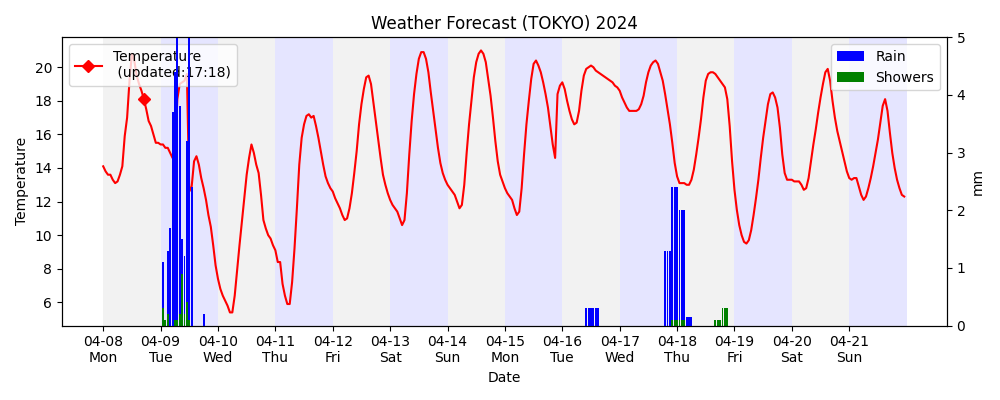 Weather Forecast (TOKYO) 2024
Temperature
(updated:17:18)
Rain
Showers
Temperature
20
18
16
14
12
10
8
6
5
4
3
2
1
0
mm
04-08 04-09 04-10 04-11 04-12 04-13 04-14 04-15 04-16 04-17 04-18 04-19 04-20 04-21
Mon Tue Wed Thu Fri Sat Sun Mon Tue Wed Thu Fri Sat Sun
Date